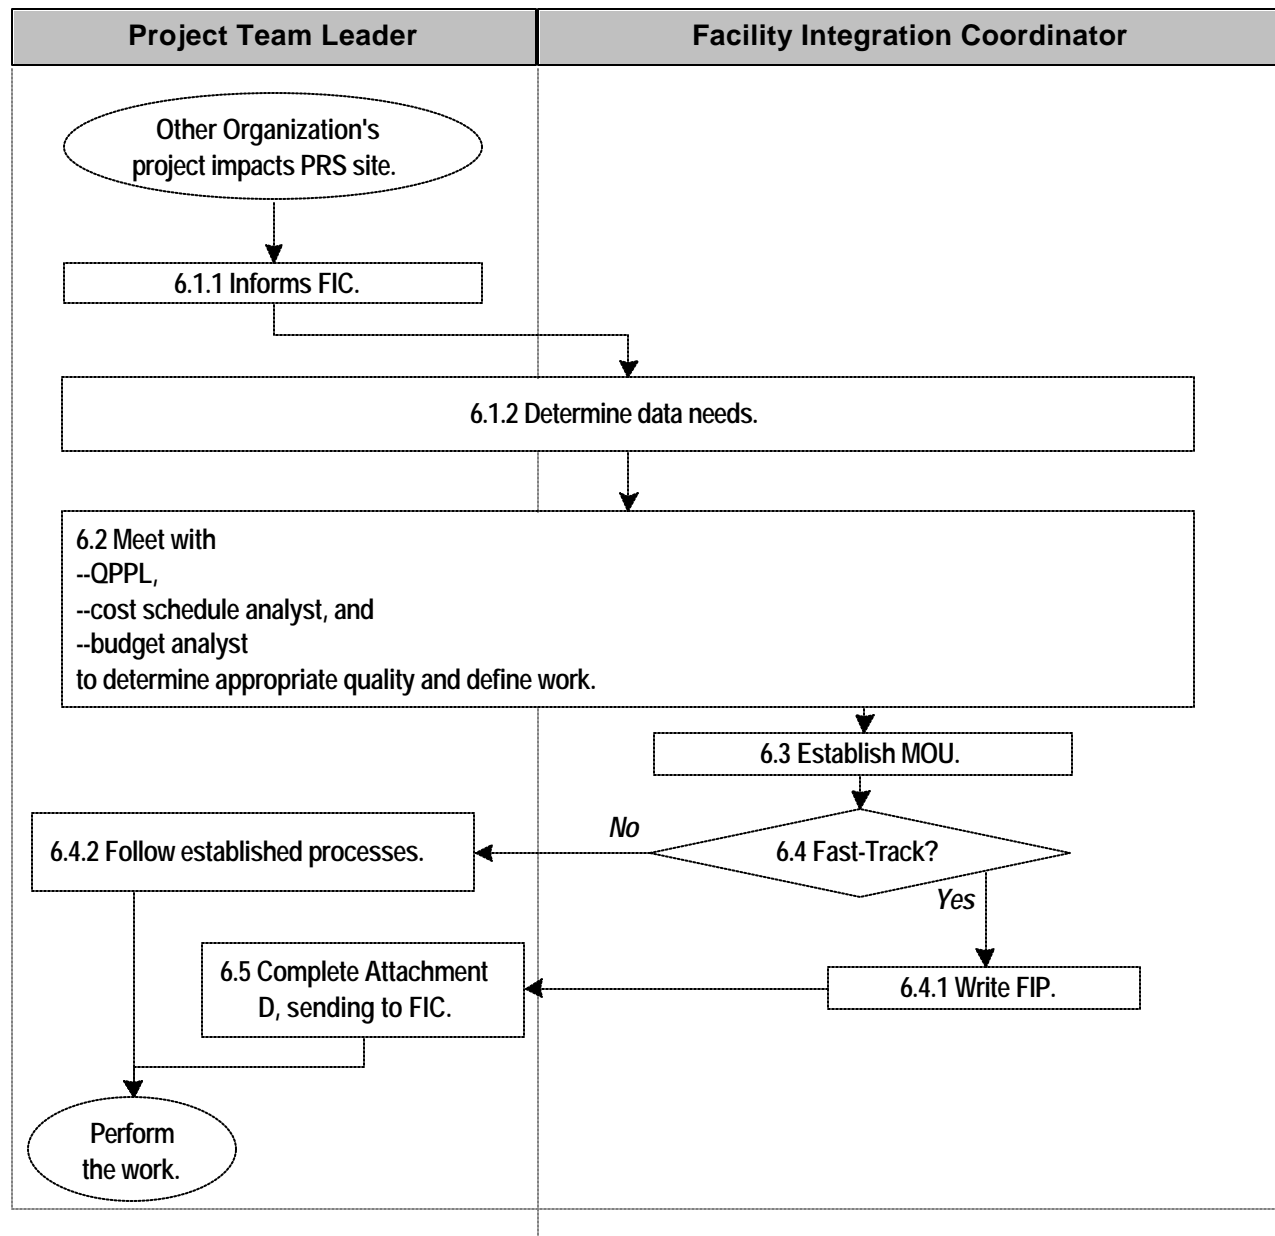 Project Team Leader
Facility Integration Coordinator
Other Organization's
project impacts PRS site.
6.1.1 Informs FIC.
6.1.2 Determine data needs.
6.2 Meet with
--QPPL,
--cost schedule analyst, and
--budget analyst
to determine appropriate quality and define work.
6.3 Establish MOU.
6.4 Fast-Track?
No
Yes
6.4.2 Follow established processes.
6.4.1 Write FIP.
6.5 Complete Attachment
D, sending to FIC.
Perform
the work.